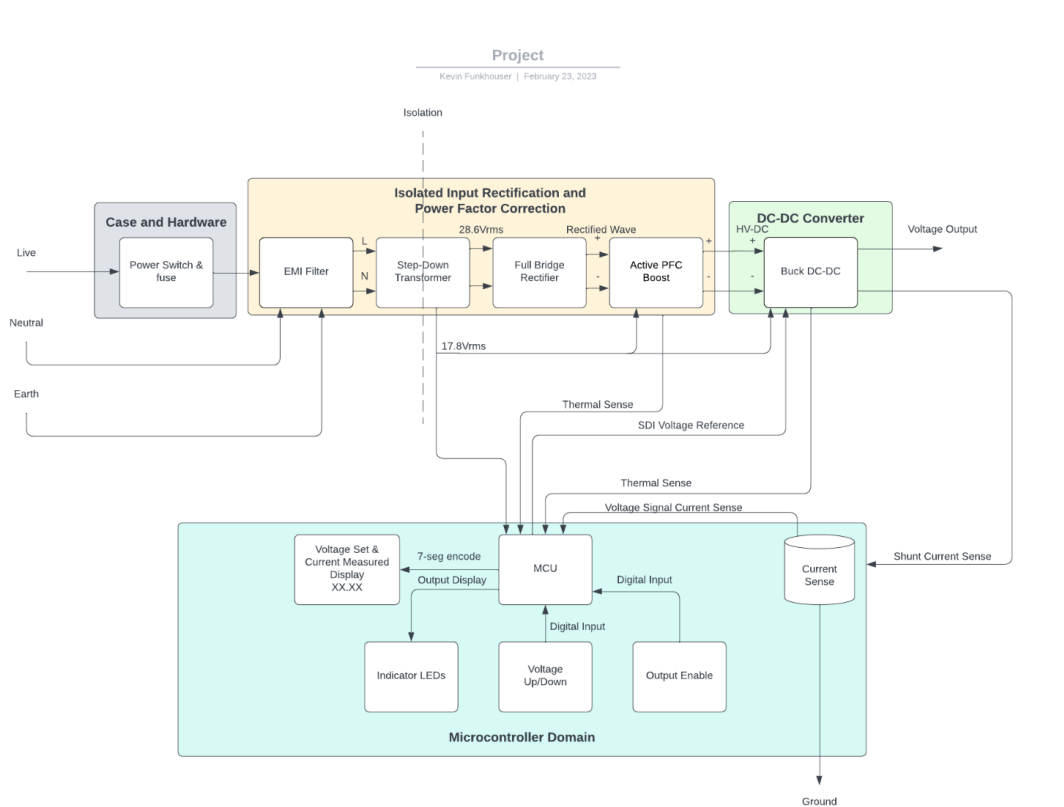 Project
Kevin Funkhouser | February 23, 2023
Isolation
Isolated Input Rectification and
Power Factor Correction
Case and Hardware
DC-DC Converter
Live
Power Switch &
fuse
EMI Filter
L
N
Step-Down
Transformer
28.6Vrms
Full Bridge
Rectifier
Rectified Wave
+
-
Active PFC
Boost
+
-
HV-DC
+
-
Buck DC-DC
Voltage Output
Neutral
17.8Vrms
Earth
Thermal Sense
SDI Voltage Reference
Thermal Sense
Voltage Signal Current Sense
Voltage Set &
Current Measured
Display
XX.XX
7-seg encode
Output Display
MCU
Digital Input
Digital Input
Current
Sense
Shunt Current Sense
Indicator LEDs
Voltage
Up/Down
Output Enable
Microcontroller Domain
Ground